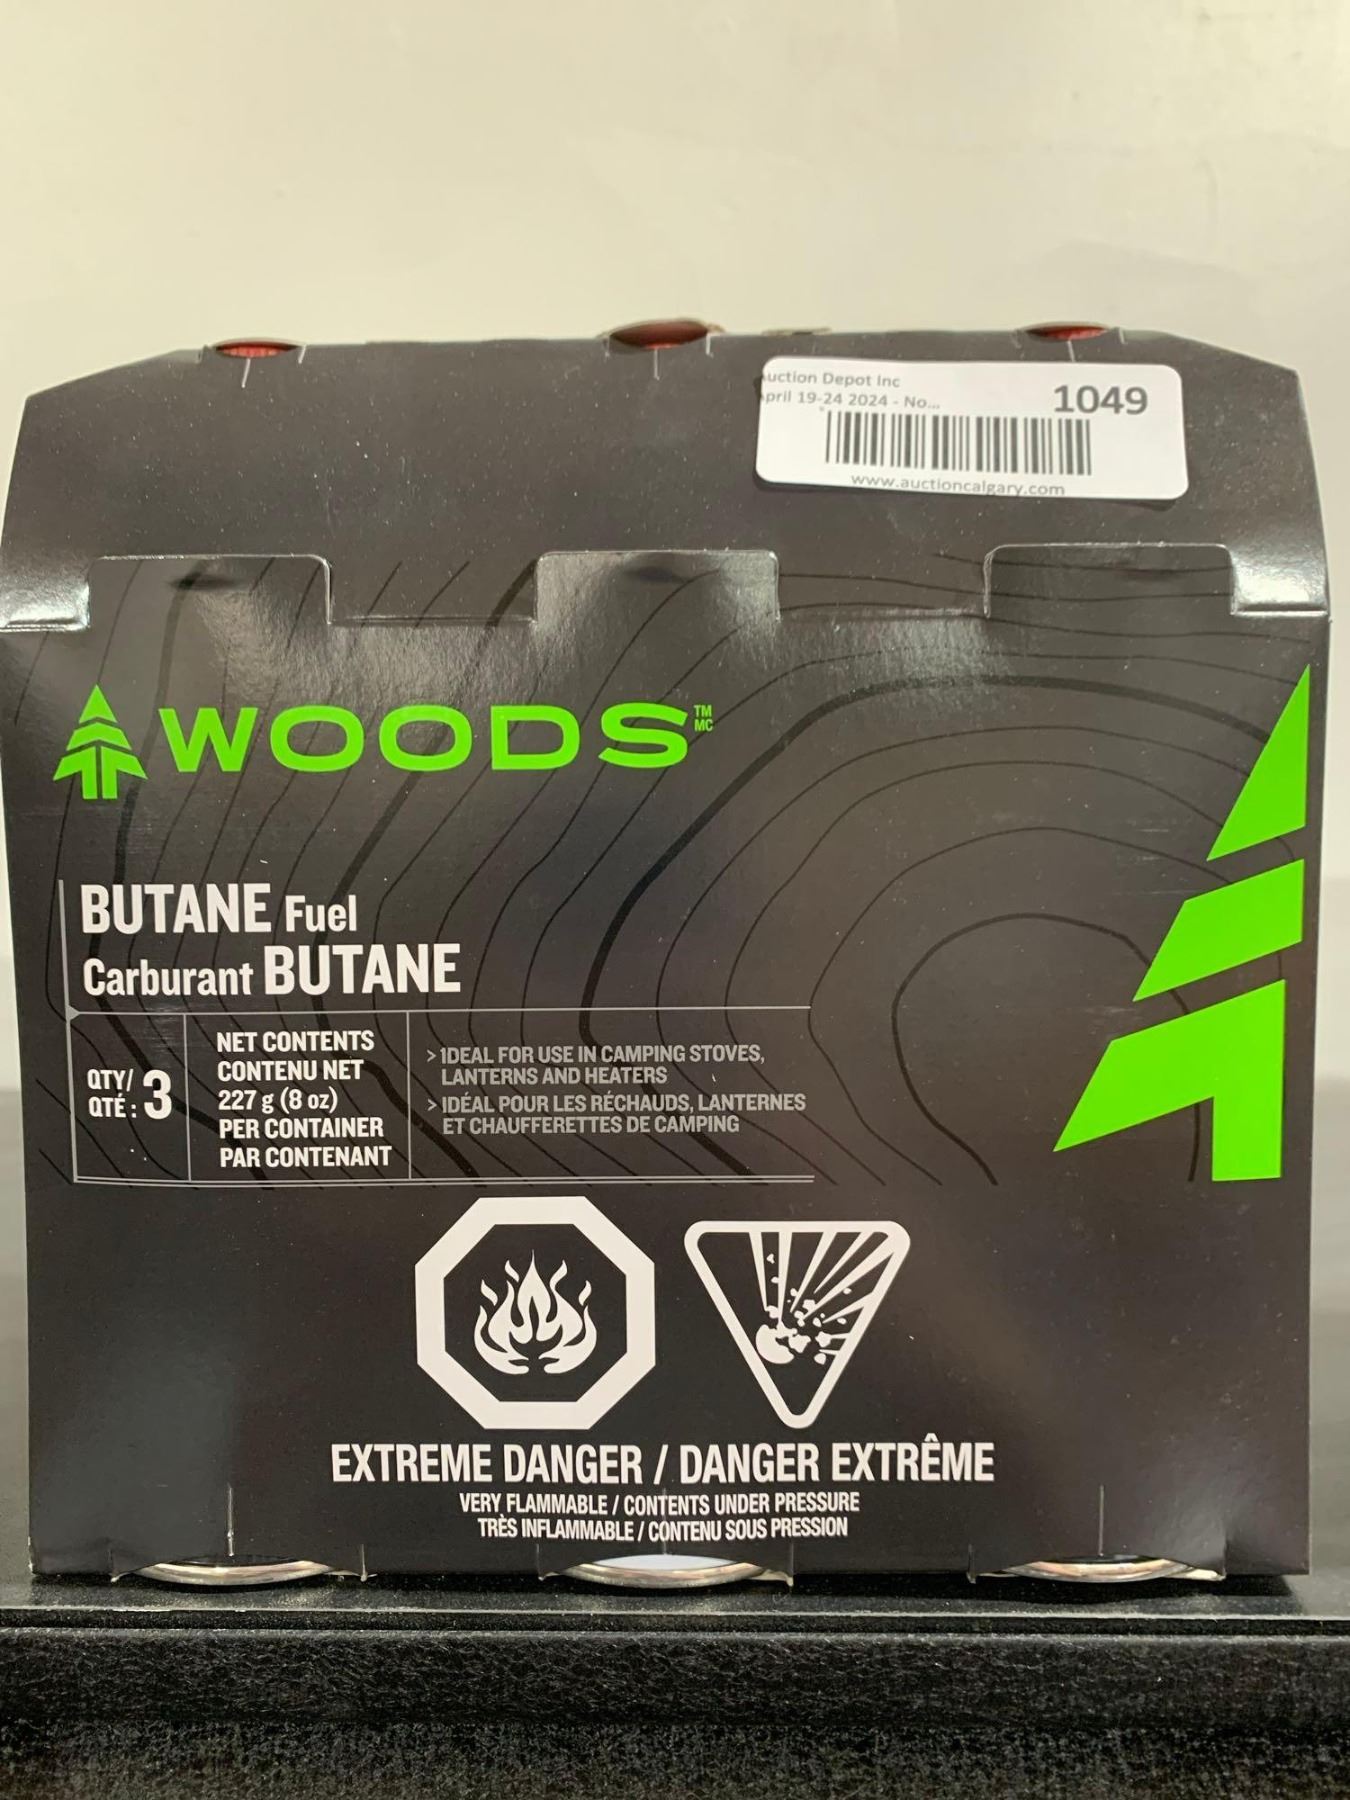 uction Depot Inc
pril 19-24 2024 - No...
1049
www.auctioncalgary.com
WOODS™ MC
BUTANE Fuel
Carburant BUTANE
QTY/
QTÉ : 3
NET CONTENTS
CONTENU NET
227 g (8 oz)
PER CONTAINER
PAR CONTENANT
> IDEAL FOR USE IN CAMPING STOVES,
LANTERNS AND HEATERS
> IDÉAL POUR LES RÉCHAUDS, LANTERNES
ET CHAUFFERETTES DE CAMPING
EXTREME DANGER / DANGER EXTRÊME
VERY FLAMMABLE / CONTENTS UNDER PRESSURE
TRÈS INFLAMMABLE / CONTENU SOUS PRESSION